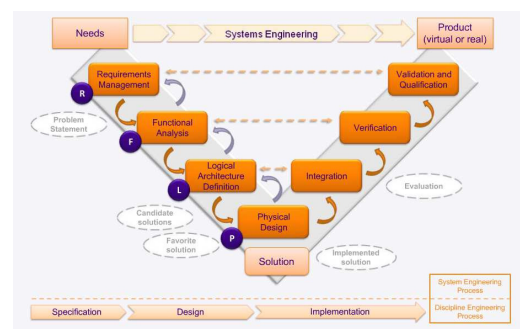 Needs
Systems Engineering
Product
(virtual or real)
Requirements
Management
Validation and
Qualification
R
Problem
Statement
Functional
Analysis
Verification
F
Logical
Architecture
Definition
Integration
L
Evaluation
Candidate
solutions
Physical
Design
Favorite
solution
P
Solution
Implemented
solution
System Engineering
Process
Specification
Design
Implementation
Discipline Engineering
Process